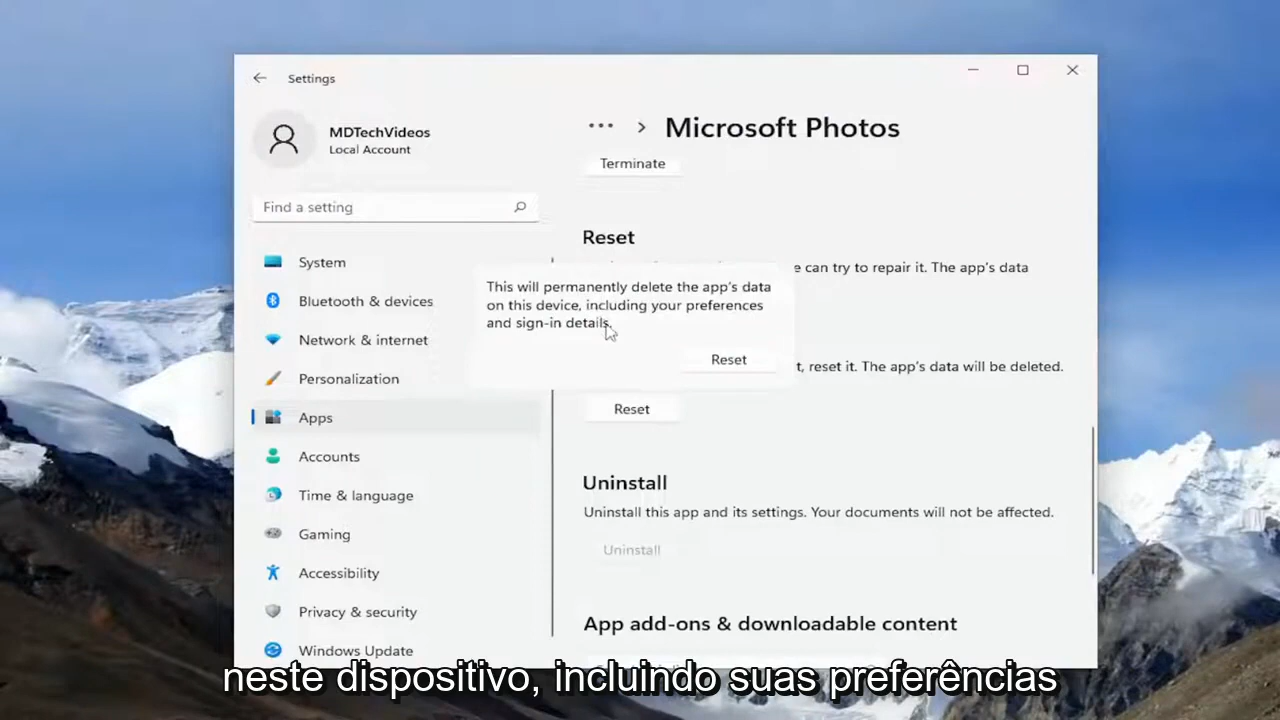 Settings
MDTechVideos
Local Account
Find a setting
System
Bluetooth & devices
Network & internet
Personalization
Apps
Accounts
Time & language
Gaming
Accessibility
Privacy & security
Windows Update
··· > Microsoft Photos
Terminate
Reset
e can try to repair it. The app's data
This will permanently delete the app's data
on this device, including your preferences
and sign-in details.
Reset
t, reset it. The app's data will be deleted.
Reset
Uninstall
Uninstall this app and its settings. Your documents will not be affected.
Uninstall
App add-ons & downloadable content
neste dispositivo, incluindo suas preferências